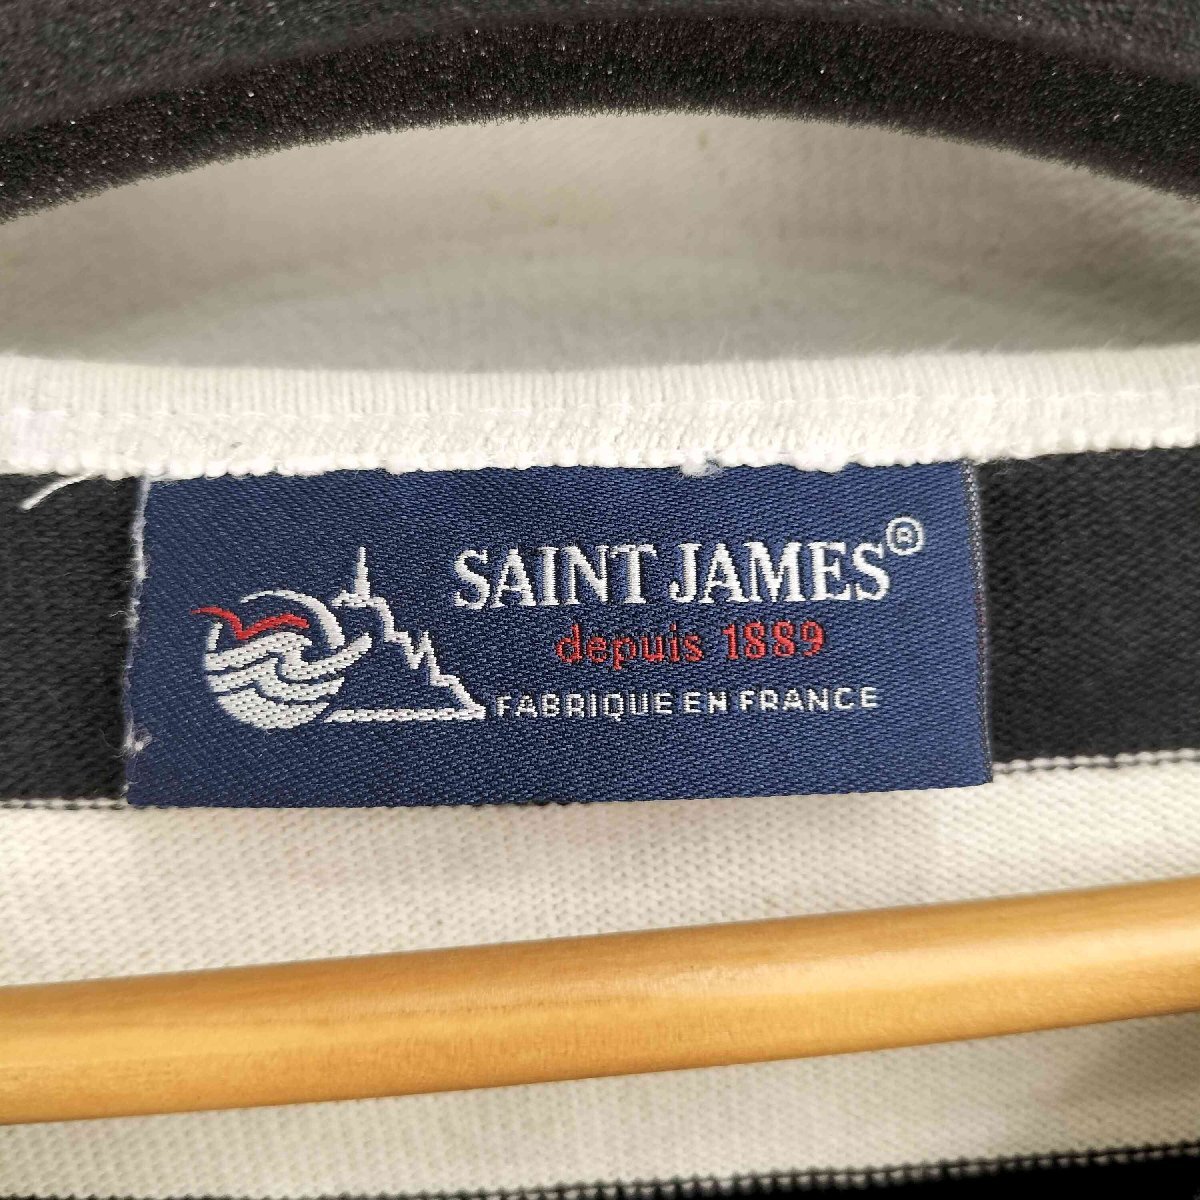 SAINT JAMES®
depuis 1889
FABRIQUE EN FRANCE